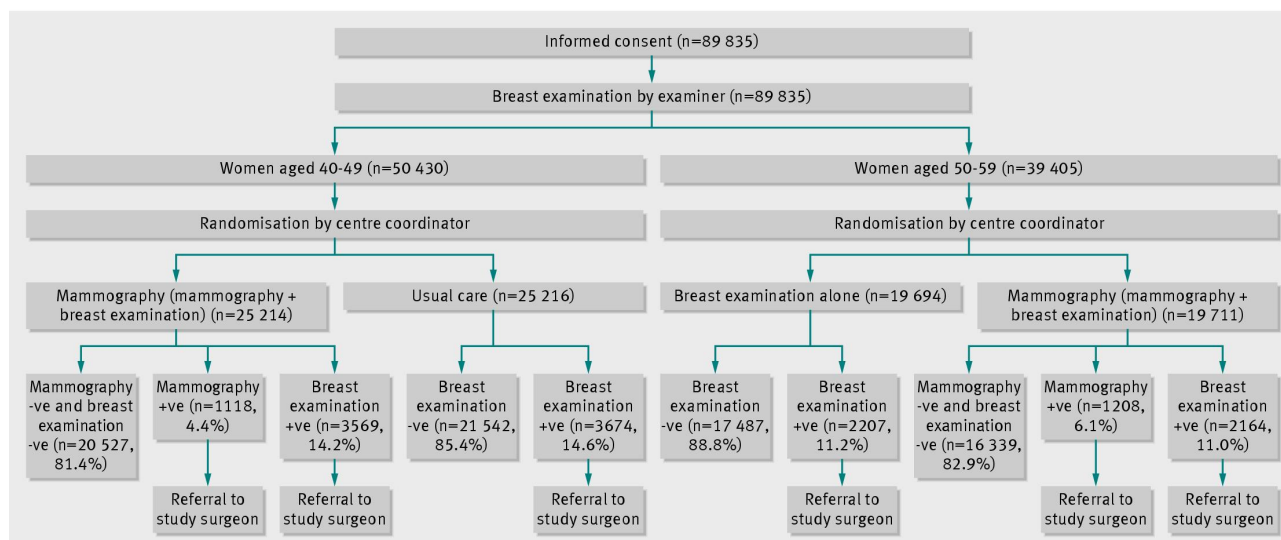 Informed consent (n=89 835)
Breast examination by examiner (n=89 835)
Women aged 40-49 (n=50 430)
Women aged 50-59 (n=39 405)
Randomisation by centre coordinator
Randomisation by centre coordinator
Mammography (mammography +
breast examination) (n=25 214)
Usual care (n=25 216)
Breast examination alone (n=19 694)
Mammography (mammography +
breast examination) (n=19 711)
Mammography
-ve and breast
examination
-ve (n=20 527,
81.4%)
Mammography
+ve (n=1118,
4.4%)
Breast
examination
+ve (n=3569,
14.2%)
Breast
examination
-ve (n=21 542,
85.4%)
Breast
examination
+ve (n=3674,
14.6%)
Breast
examination
-ve (n=17 487,
88.8%)
Breast
examination
+ve (n=2207,
11.2%)
Mammography
-ve and breast
examination
-ve (n=16 339,
82.9%)
Mammography
+ve (n=1208,
6.1%)
Breast
examination
+ve (n=2164,
11.0%)
Referral to
study surgeon
Referral to
study surgeon
Referral to
study surgeon
Referral to
study surgeon
Referral to
study surgeon
Referral to
study surgeon